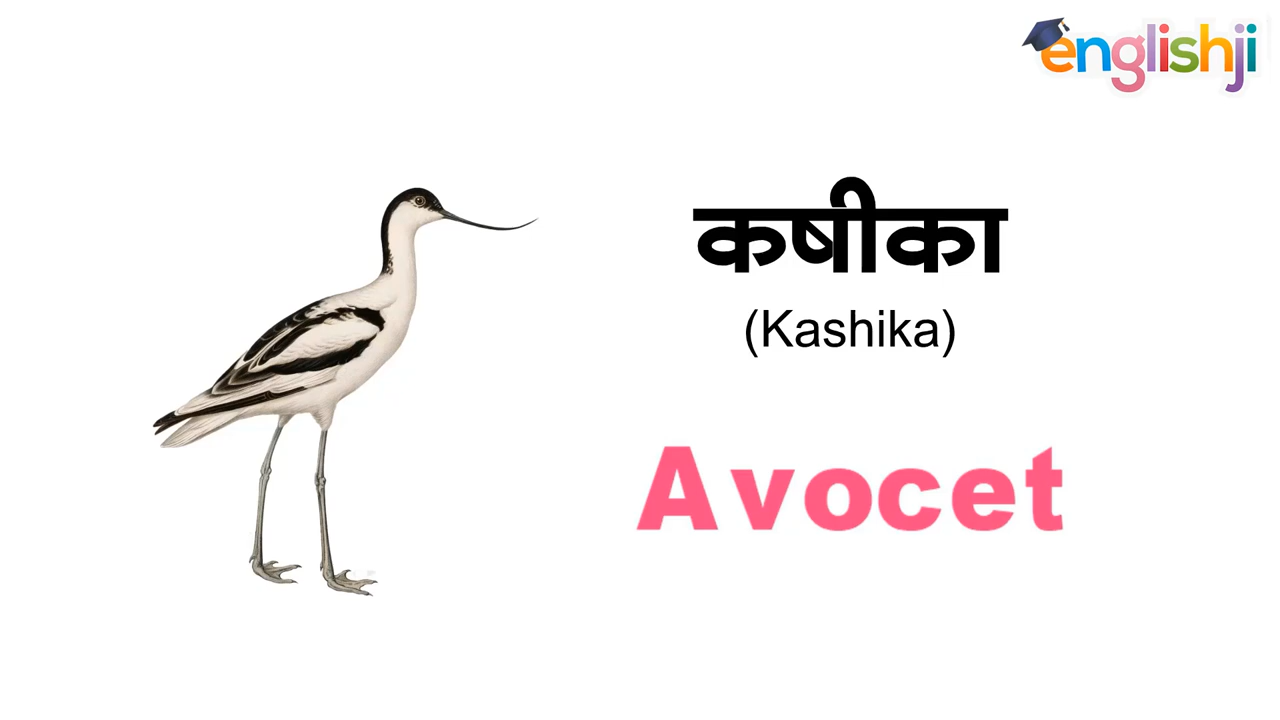 englishji
कषीका
(Kashika)
Avocet